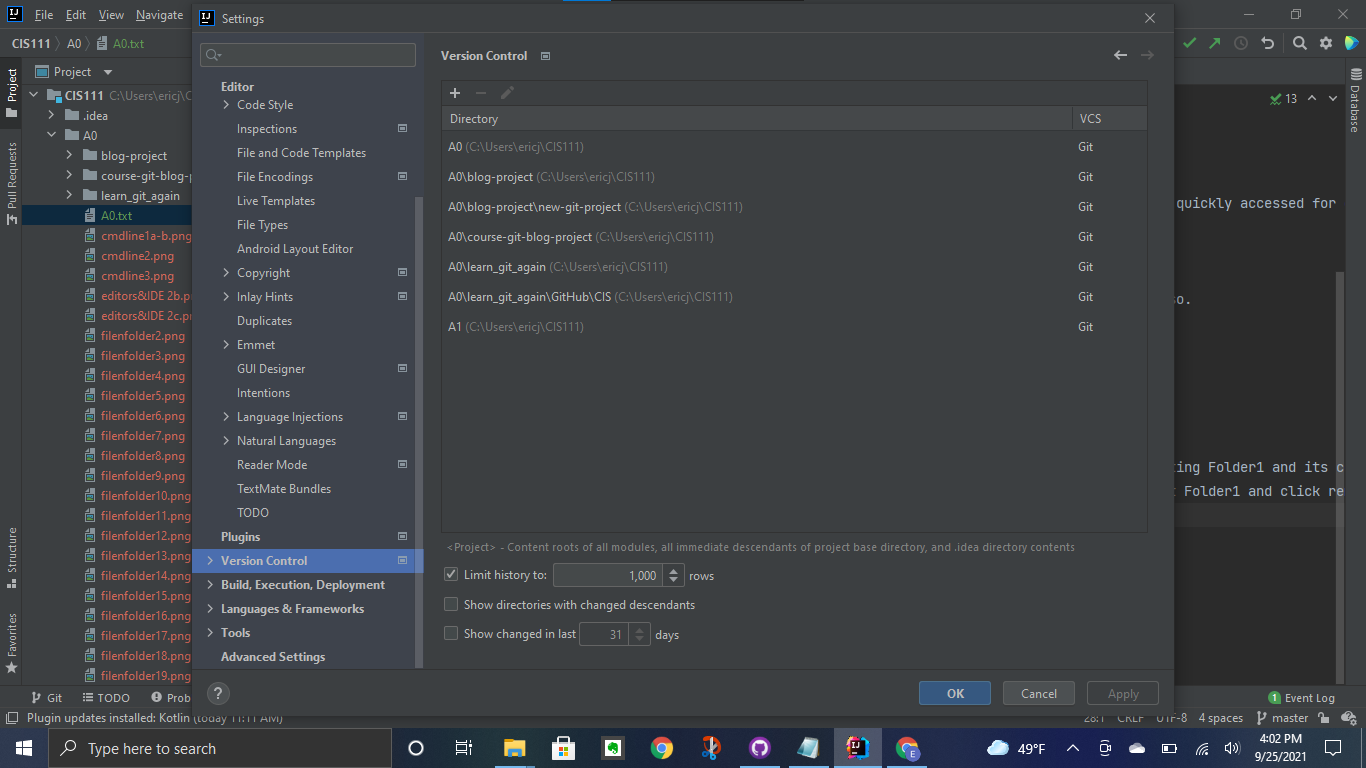 File Edit View Navigate
Settings
CIS111 A0 A0.txt
Project
CIS111 C:\Users\ericj\C
.idea
A0
blog-project
course-git-blog-p
learn_git_again
A0.txt
cmdline1a-b.png
cmdline2.png
cmdline3.png
editors&IDE 2b.pr
editors&IDE 2c.pr
filenfolder2.png
filenfolder3.png
filenfolder4.png
filenfolder5.png
filenfolder6.png
filenfolder7.png
filenfolder8.png
filenfolder9.png
filenfolder10.png
filenfolder11.png
filenfolder12.png
filenfolder13.png
filenfolder14.png
filenfolder15.png
filenfolder16.png
filenfolder17.png
filenfolder18.png
filenfolder19.png
Project
Pull Requests
Structure
Favorites
Editor
Code Style
Inspections
File and Code Templates
File Encodings
Live Templates
File Types
Android Layout Editor
Copyright
Inlay Hints
Duplicates
Emmet
GUI Designer
Intentions
Language Injections
Natural Languages
Reader Mode
TextMate Bundles
TODO
Plugins
Version Control
Build, Execution, Deployment
Languages & Frameworks
Tools
Advanced Settings
Version Control
Directory VCS
A0 (C:\Users\ericj\CIS111) Git
A0\blog-project (C:\Users\ericj\CIS111) Git
A0\blog-project\new-git-project (C:\Users\ericj\CIS111) Git
A0\course-git-blog-project (C:\Users\ericj\CIS111) Git
A0\learn_git_again (C:\Users\ericj\CIS111) Git
A0\learn_git_again\GitHub\CIS (C:\Users\ericj\CIS111) Git
A1 (C:\Users\ericj\CIS111) Git
<Project> - Content roots of all modules, all immediate descendants of project base directory, and .idea directory contents
Limit history to: 1,000 rows
Show directories with changed descendants
Show changed in last 31 days
? OK Cancel Apply
13
Database
quickly accessed for
so.
ing Folder1 and its c
Folder1 and click re
Git TODO Prob Event Log
1
Plugin updates installed: Kotlin (today 11:11 AM) 28:1 CRLF UTF-8 4 spaces master
Type here to search
49°F
4:02 PM
9/25/2021